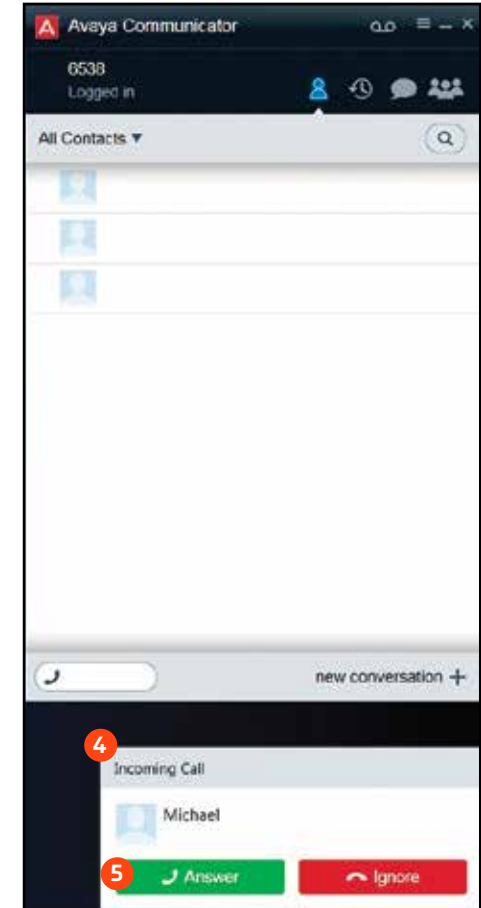 Avaya Communicator
6538
Logged in
All Contacts
new conversation +
4
Incoming Call
Michael
5 Answer Ignore